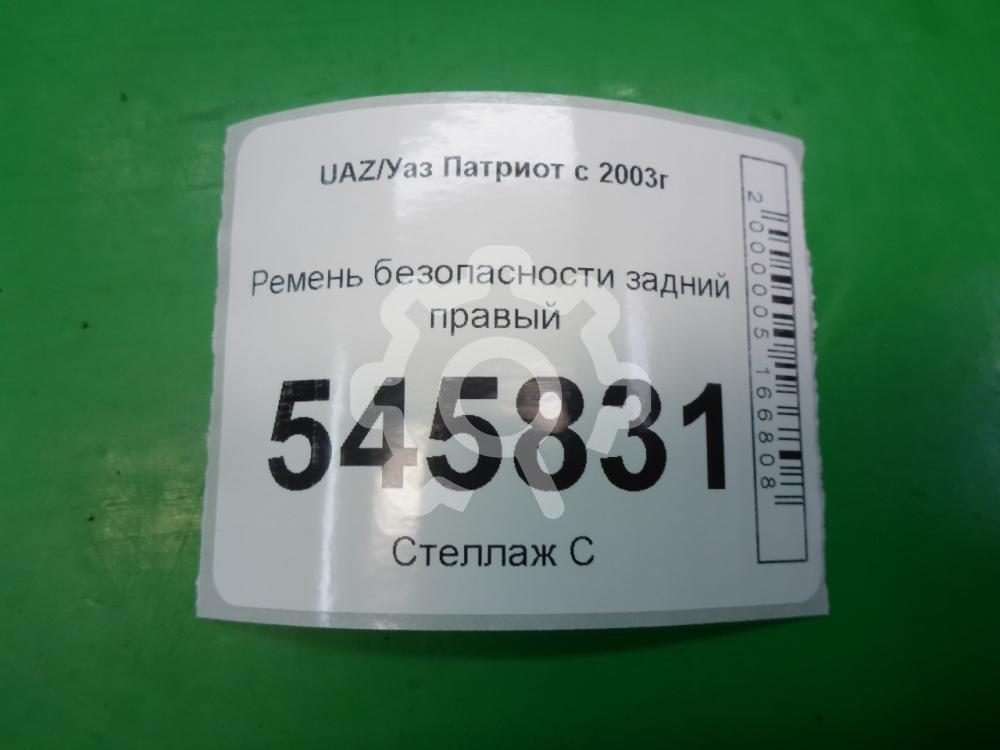 UAZ/Уаз Патриот с 2003г
Ремень безопасности задний
правый
545831
Стеллаж С
2000005166808